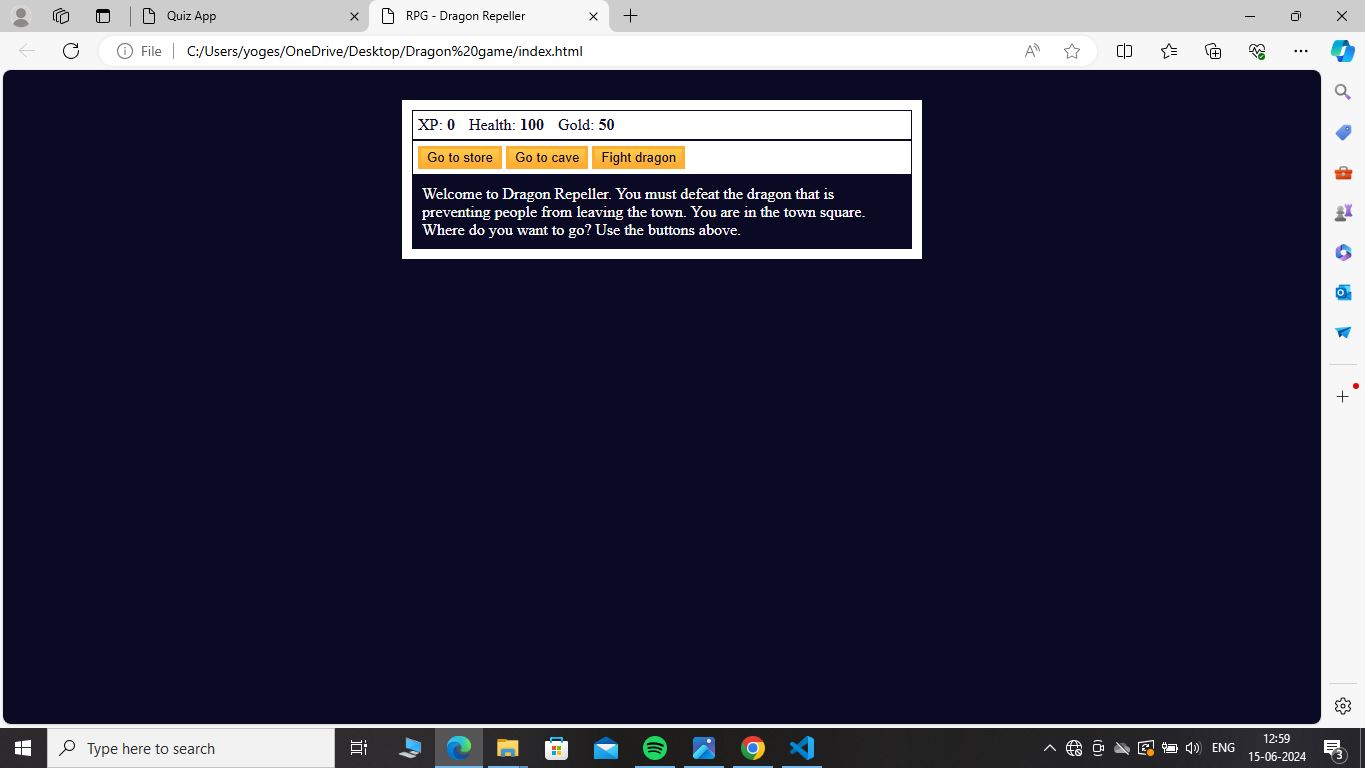 Quiz App
RPG - Dragon Repeller
File
C:/Users/yoges/OneDrive/Desktop/Dragon%20game/index.html
XP: 0 Health: 100 Gold: 50
Go to store Go to cave Fight dragon
Welcome to Dragon Repeller. You must defeat the dragon that is
preventing people from leaving the town. You are in the town square.
Where do you want to go? Use the buttons above.
Type here to search
ENG
12:59
15-06-2024
3